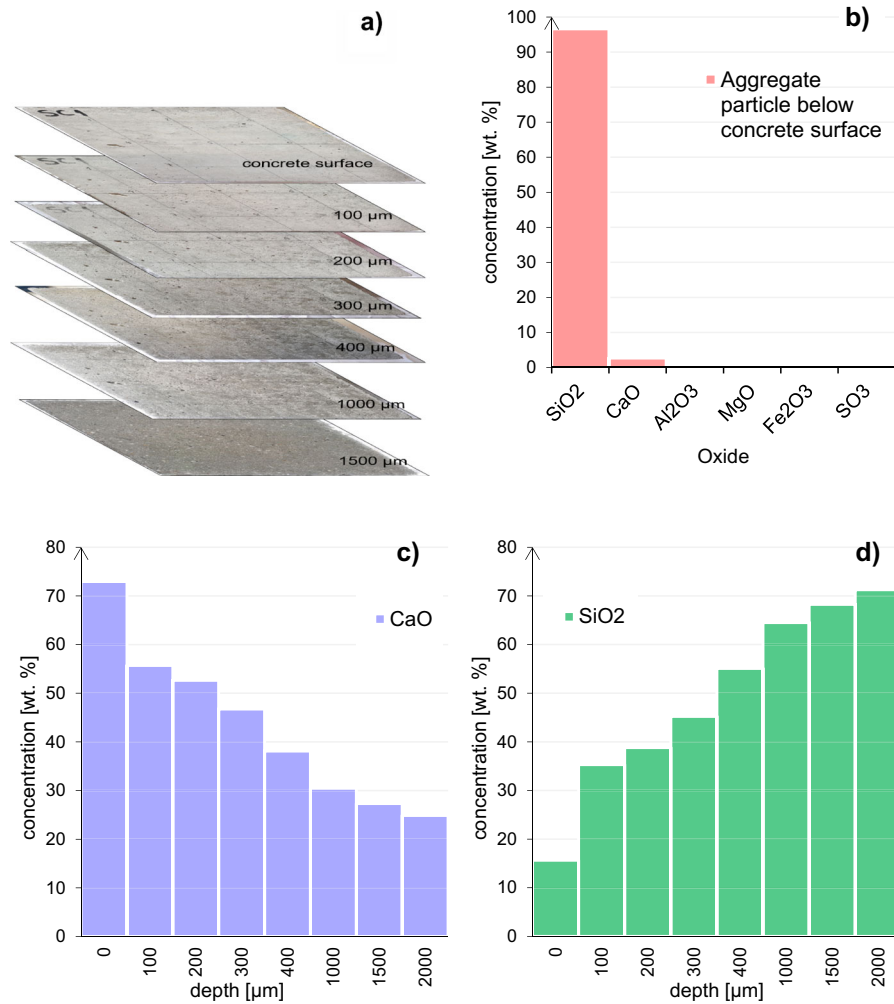 a)
SC1
concrete surface
SC1
100 µm
SC1
200 µm
300 µm
400 µm
1000 µm
1500 µm
b)
100
90
80
70
60
50
40
30
20
10
0
concentration [wt. %]
Aggregate
particle below
concrete surface
SiO2
CaO
Al2O3
MgO
Fe2O3
SO3
Oxide
c)
80
70
60
50
40
30
20
10
0
concentration [wt. %]
CaO
0
100
200
300
400
1000
1500
2000
depth [µm]
d)
80
70
60
50
40
30
20
10
0
concentration [wt. %]
SiO2
0
100
200
300
400
1000
1500
2000
depth [µm]